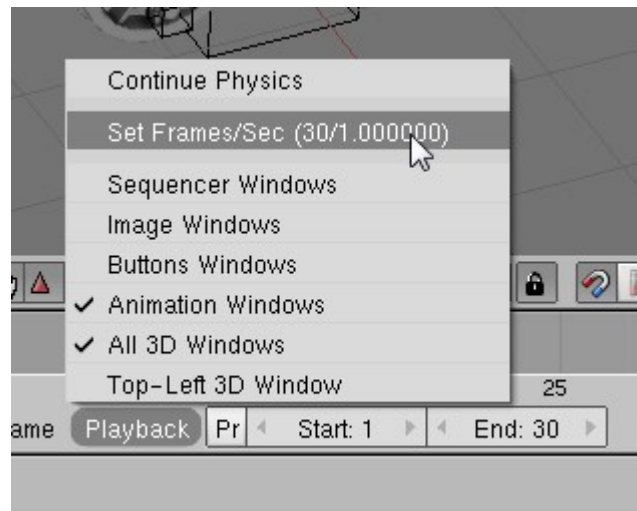 Continue Physics
Set Frames/Sec (30/1.000000)
Sequencer Windows
Image Windows
Buttons Windows
Animation Windows
All 3D Windows
Top-Left 3D Window
25
ame Playback Pr Start: 1 End: 30